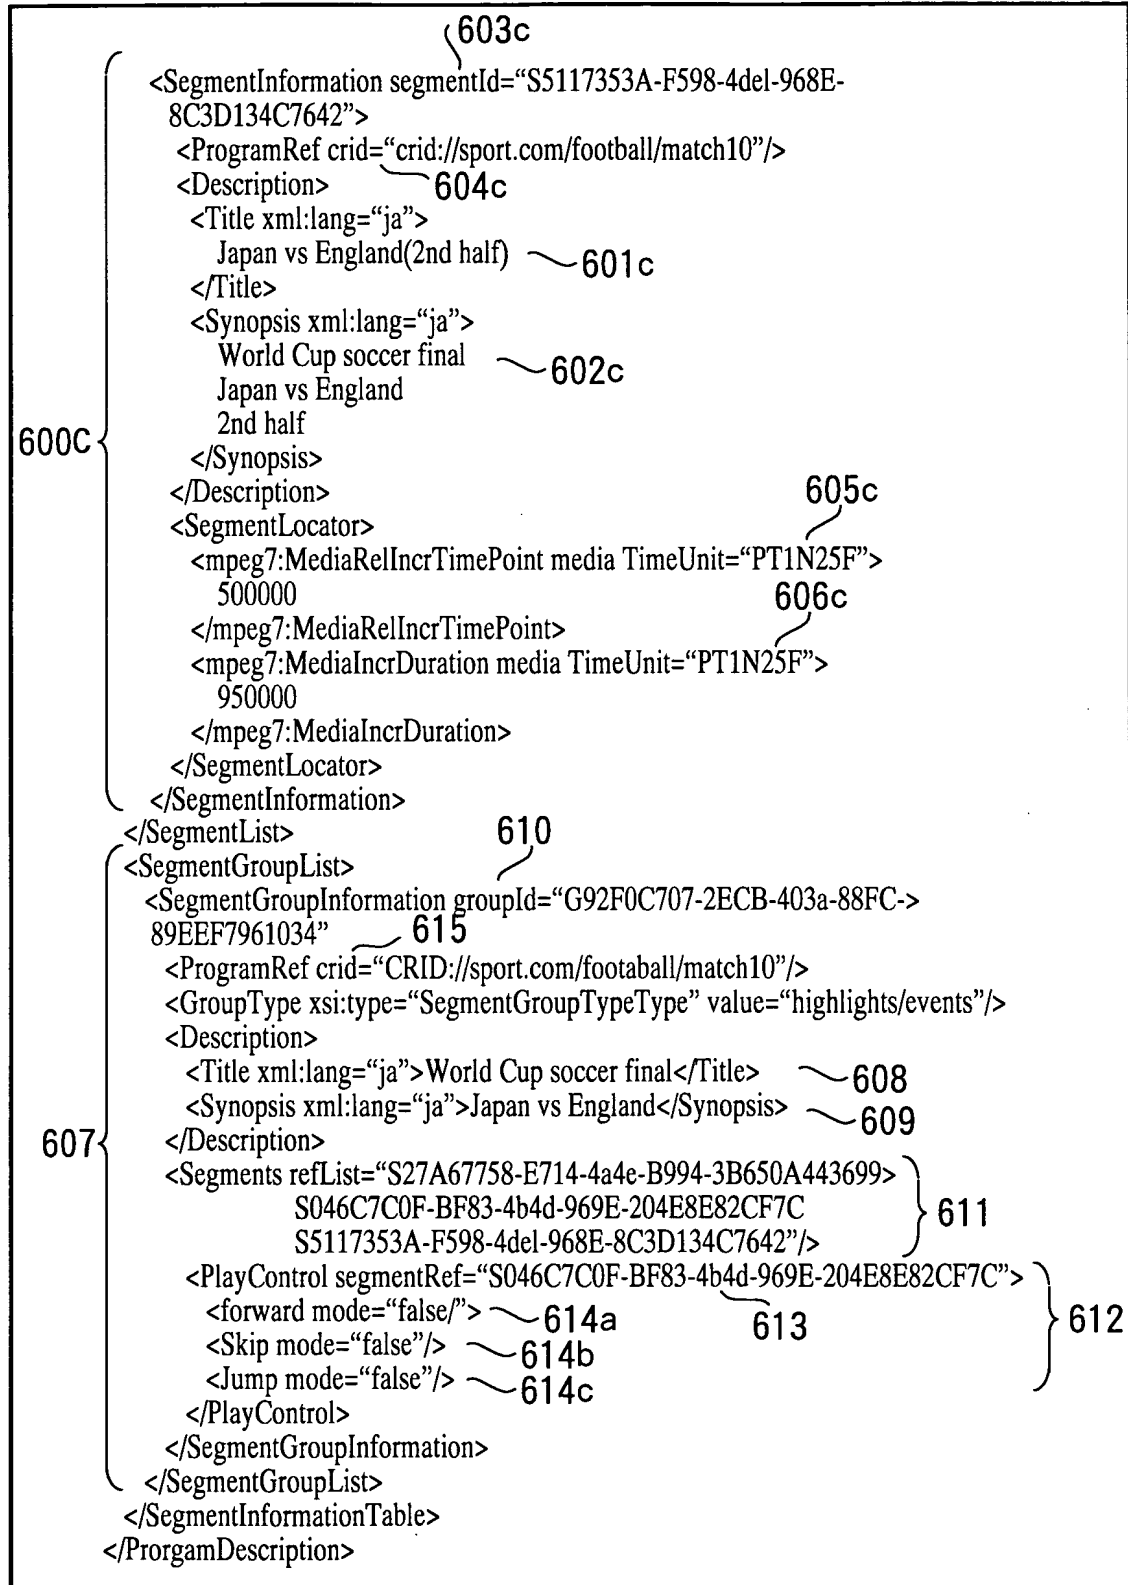 603c
<SegmentInformation segmentId=“S5117353A-F598-4del-968E-
8C3D134C7642”>
<ProgramRef crid=“crid://sport.com/football/match10”/>
<Description> 604c
<Title xml:lang=“ja”>
Japan vs England(2nd half) 601c
</Title>
<Synopsis xml:lang=“ja”>
World Cup soccer final 602c
Japan vs England
2nd half
600C
</Synopsis>
</Description> 605c
<SegmentLocator>
<mpeg7:MediaRelIncrTimePoint media TimeUnit=“PT1N25F”>
500000 606c
</mpeg7:MediaRelIncrTimePoint>
<mpeg7:MediaIncrDuration media TimeUnit=“PT1N25F”>
950000
</mpeg7:MediaIncrDuration>
</SegmentLocator>
</SegmentInformation>
</SegmentList> 610
<SegmentGroupList>
<SegmentGroupInformation groupId=“G92F0C707-2ECB-403a-88FC->
89EEF7961034” 615
<ProgramRef crid=“CRID://sport.com/footaball/match10”/>
<GroupType xsi:type=“SegmentGroupTypeType” value=“highlights/events”/>
<Description>
<Title xml:lang=“ja”>World Cup soccer final</Title> 608
<Synopsis xml:lang=“ja”>Japan vs England</Synopsis> 609
607 </Description>
<Segments refList=“S27A67758-E714-4a4e-B994-3B650A443699>
S046C7C0F-BF83-4b4d-969E-204E8E82CF7C 611
S5117353A-F598-4del-968E-8C3D134C7642”/>
<PlayControl segmentRef=“S046C7C0F-BF83-4b4d-969E-204E8E82CF7C”>
<forward mode=“false/”> 614a 613 612
<Skip mode=“false”/> 614b
<Jump mode=“false”/> 614c
</PlayControl>
</SegmentGroupInformation>
</SegmentGroupList>
</SegmentInformationTable>
</ProrgamDescription>